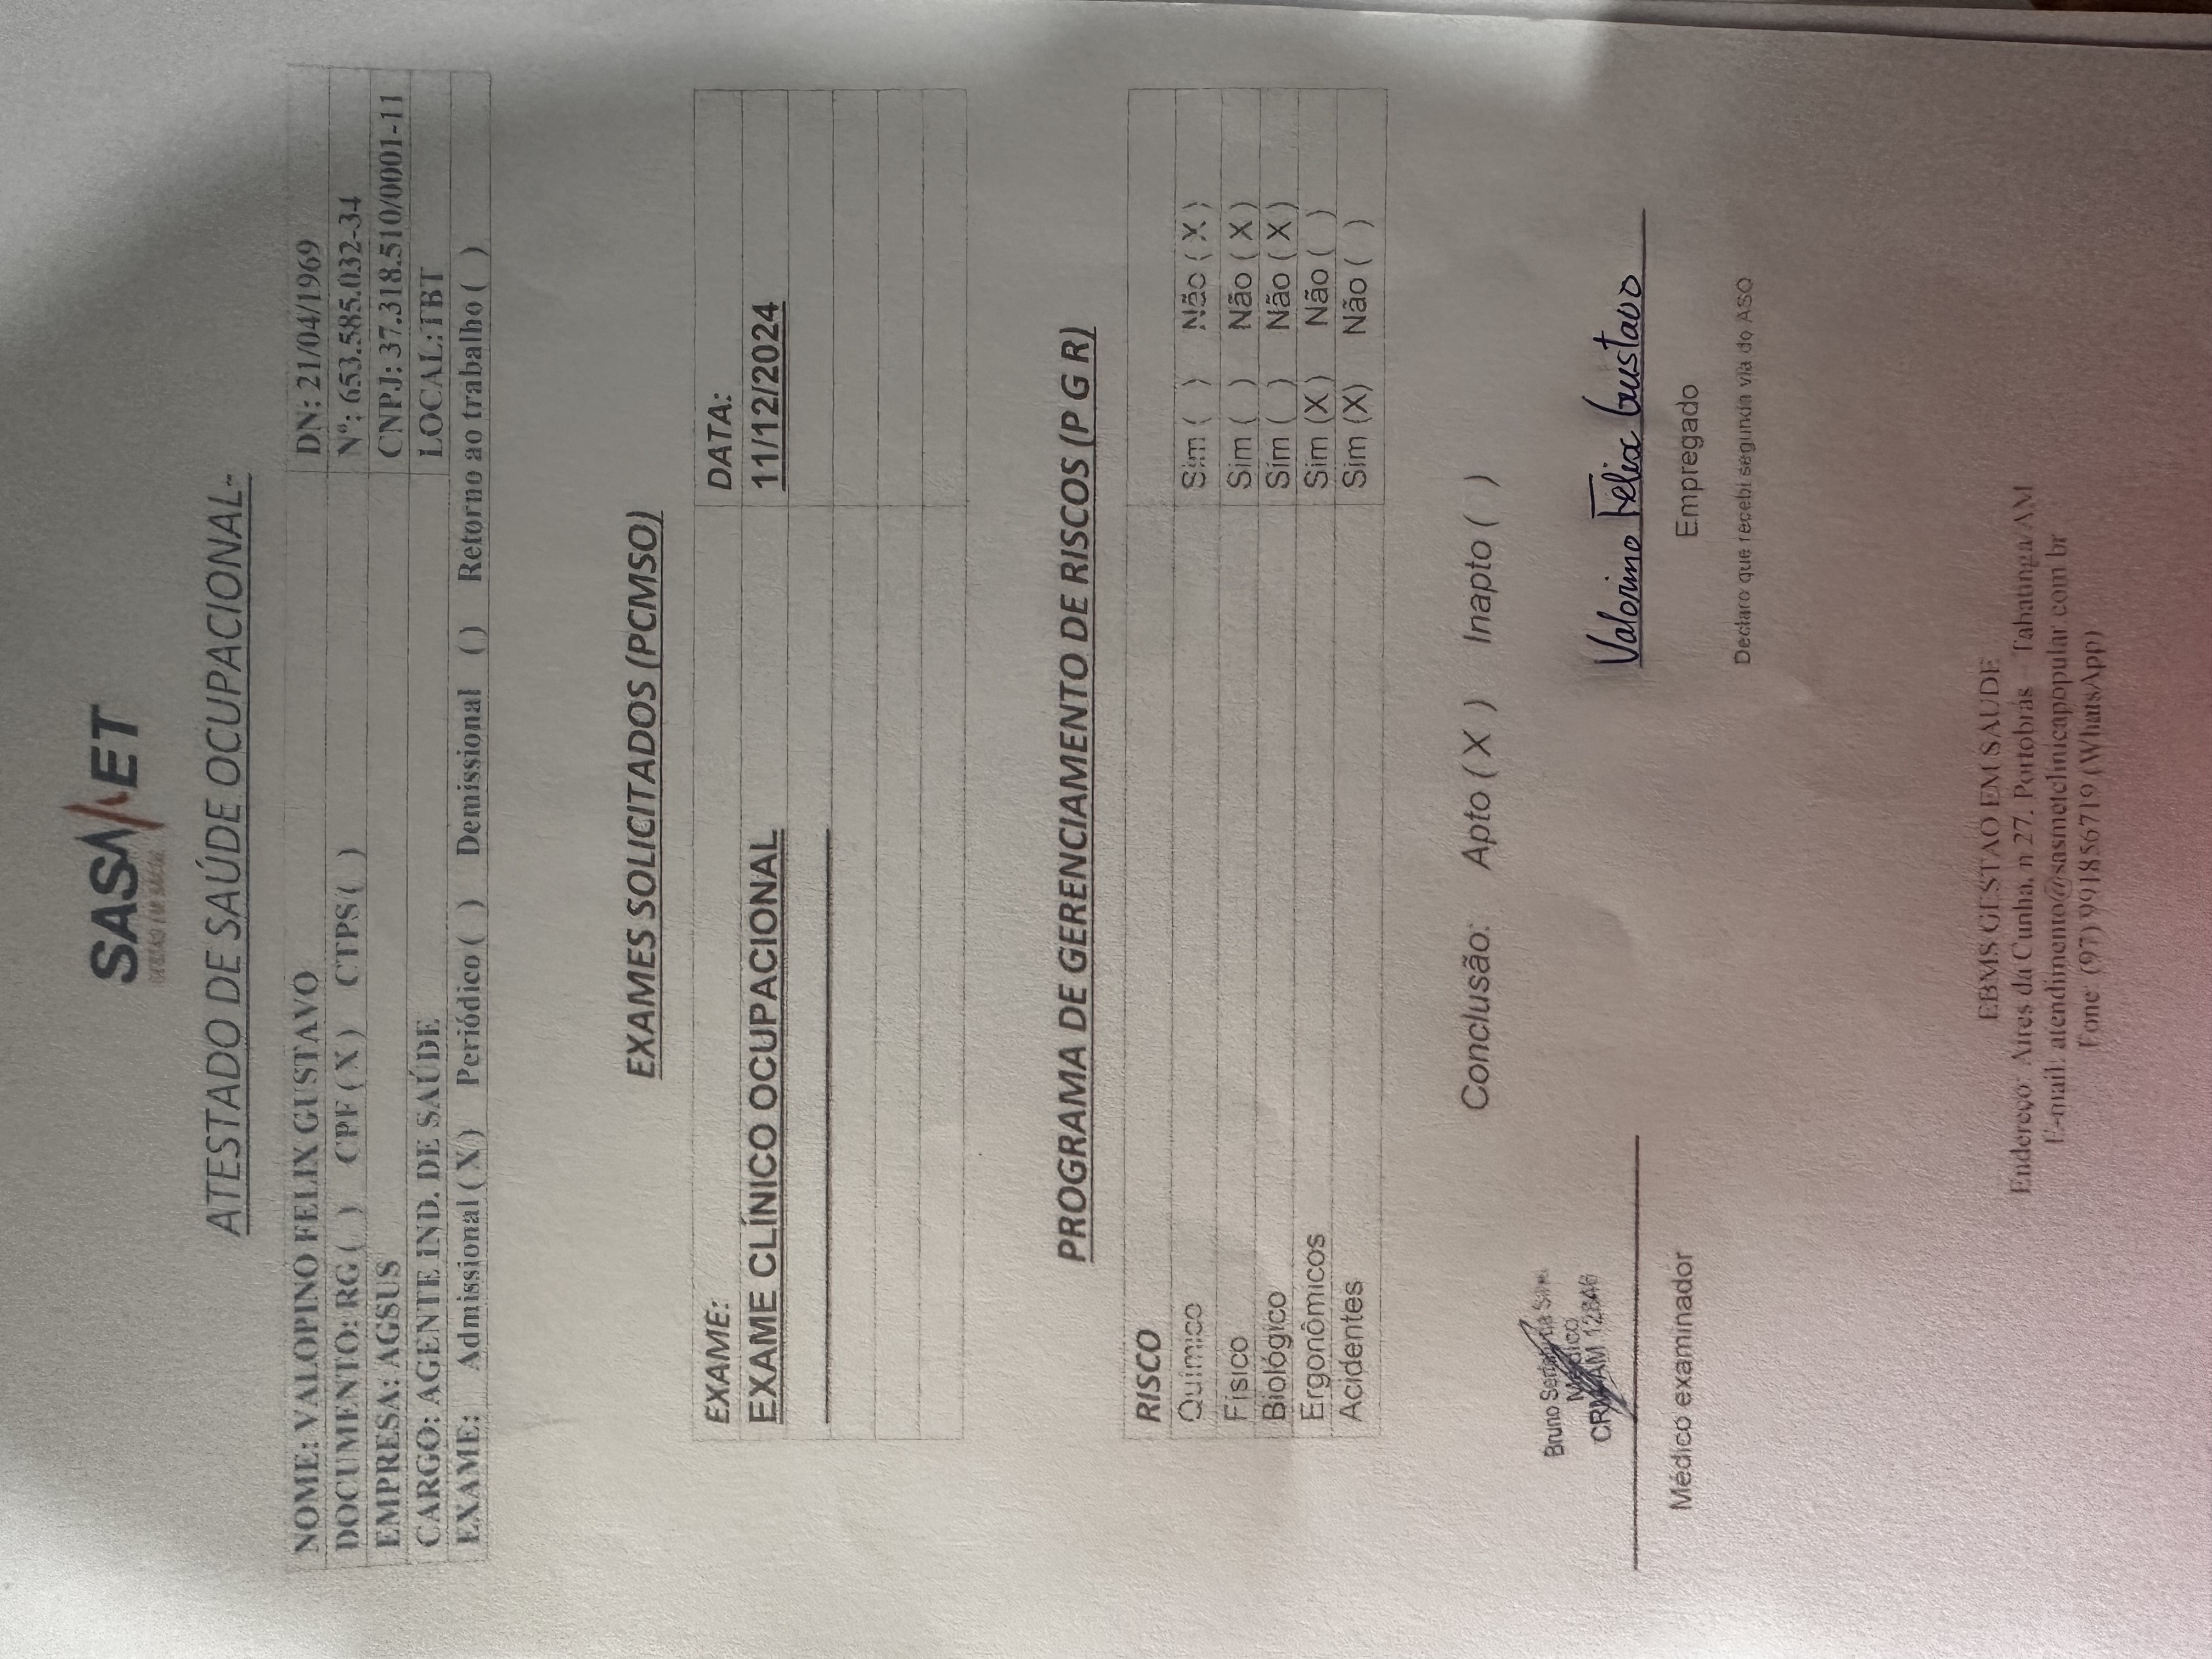 SASMET
GESTÃO EM SAÚDE
ATESTADO DE SAÚDE OCUPACIONAL-
NOME: VALOPINO FELIX GUSTAVO DN: 21/04/1969
DOCUMENTO: RG ( ) CPF ( X ) CTPS ( ) Nº: 653.585.032-34
EMPRESA: AGSUS CNPJ: 37.318.510/0001-11
CARGO: AGENTE IND. DE SAÚDE LOCAL:TBT
EXAME: Admissional ( X ) Periódico ( ) Demissional ( ) Retorno ao trabalho ( )
EXAMES SOLICITADOS (PCMSO)
EXAME: DATA:
EXAME CLÍNICO OCUPACIONAL 11/12/2024
PROGRAMA DE GERENCIAMENTO DE RISCOS (P G R)
RISCO
Químico Sim ( ) Não ( X )
Físico Sim ( ) Não ( X )
Biológico Sim ( ) Não ( X )
Ergonômicos Sim (X ) Não ( )
Acidentes Sim (X) Não ( )
Conclusão: Apto ( X ) Inapto ( )
Bruno da Silva
Médico
CRM-AM 12846
Médico examinador
Valorino Felix Gustavo
Empregado
Declaro que recebi segunda via do ASO
EBMS GESTAO EM SAUDE
Endereço: Aires da Cunha, n 27. Portobrás – Tabatinga/AM
E-mail: atendimento@sasmetclinicapopular.com.br
Fone: (97) 991856719 (WhatsApp)